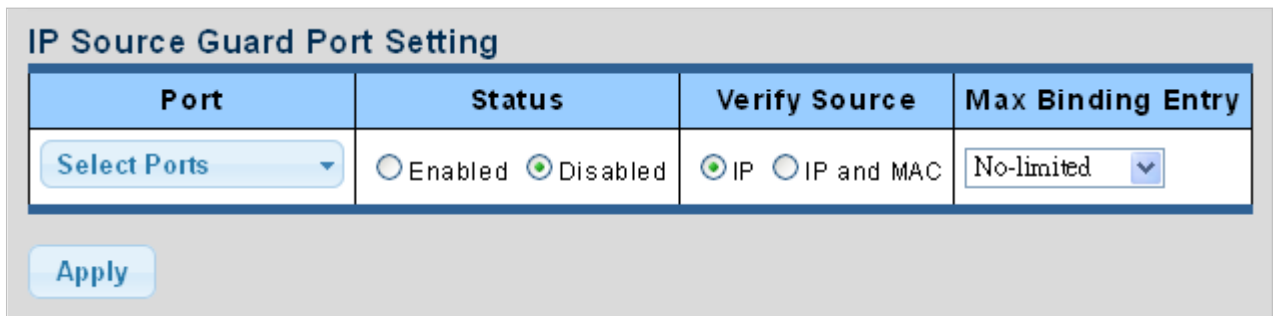 IP Source Guard Port Setting
Port Status Verify Source Max Binding Entry
Select Ports Enabled Disabled IP IP and MAC No-limited
Apply